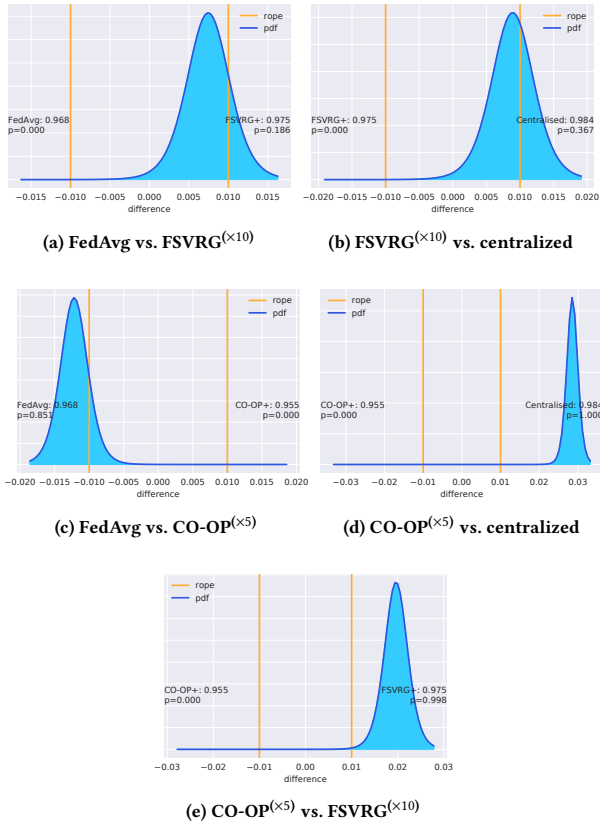 rope
pdf
FedAvg: 0.968
p=0.000
FSVRG+: 0.975
p=0.186
−0.015 −0.010 −0.005 0.000 0.005 0.010 0.015
difference
(a) FedAvg vs. FSVRG(×10)
rope
pdf
FSVRG+: 0.975
p=0.000
Centralised: 0.984
p=0.367
−0.020 −0.015 −0.010 −0.005 0.000 0.005 0.010 0.015 0.020
difference
(b) FSVRG(×10) vs. centralized
rope
pdf
FedAvg: 0.968
p=0.851
CO-OP+: 0.955
p=0.000
−0.020 −0.015 −0.010 −0.005 0.000 0.005 0.010 0.015 0.020
difference
(c) FedAvg vs. CO-OP(×5)
rope
pdf
CO-OP+: 0.955
p=0.000
Centralised: 0.984
p=1.000
−0.03 −0.02 −0.01 0.00 0.01 0.02 0.03
difference
(d) CO-OP(×5) vs. centralized
rope
pdf
CO-OP+: 0.955
p=0.000
FSVRG+: 0.975
p=0.998
−0.03 −0.02 −0.01 0.00 0.01 0.02 0.03
difference
(e) CO-OP(×5) vs. FSVRG(×10)